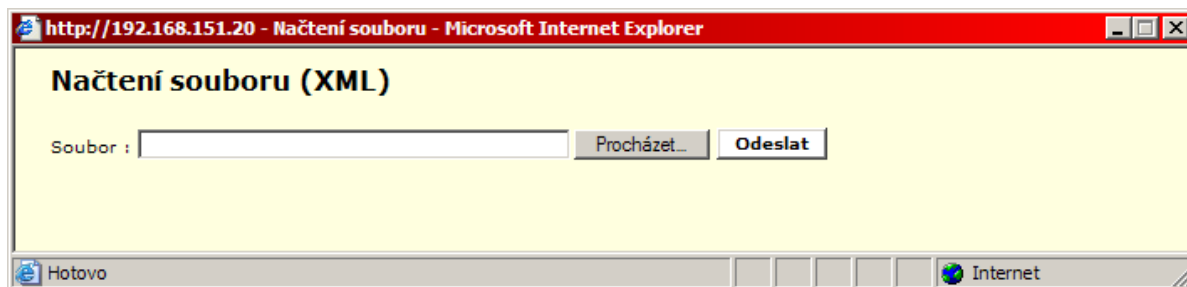 http://192.168.151.20 - Načtení souboru - Microsoft Internet Explorer
Načtení souboru (XML)
Soubor : Procházet... Odeslat
Hotovo Internet